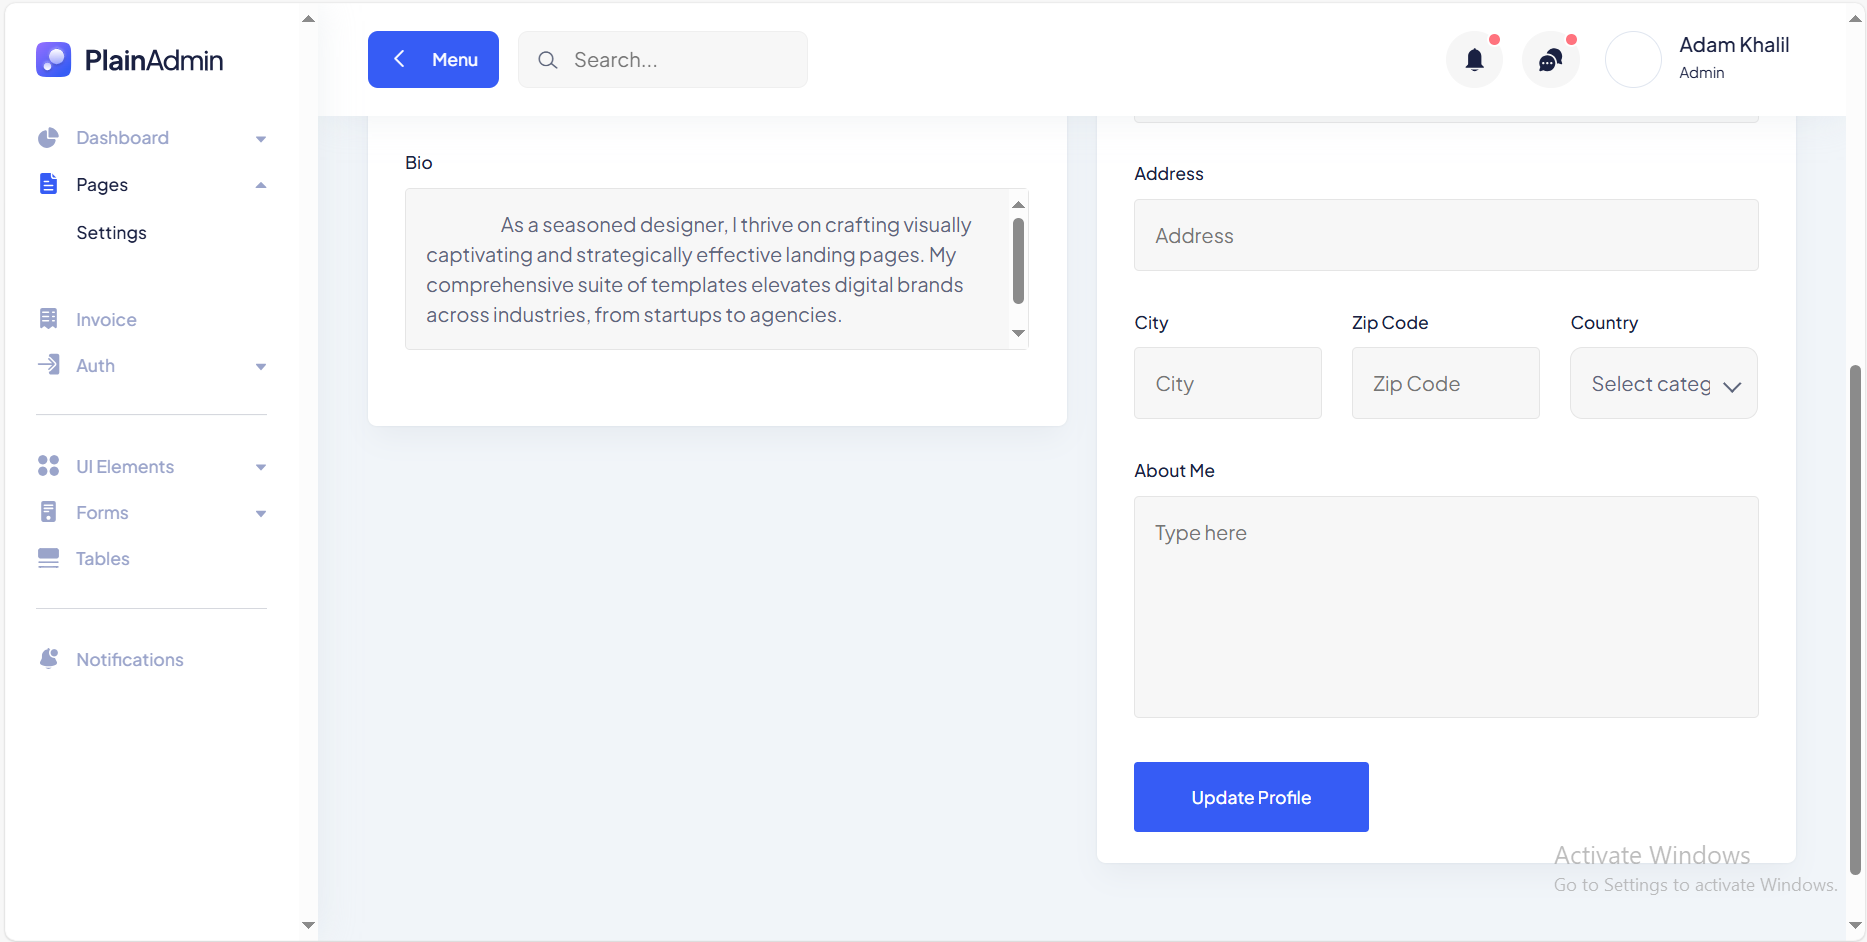 PlainAdmin
Menu
Search...
Adam Khalil
Admin
Dashboard
Pages
Settings
Invoice
Auth
UI Elements
Forms
Tables
Notifications
Bio
As a seasoned designer, I thrive on crafting visually
captivating and strategically effective landing pages. My
comprehensive suite of templates elevates digital brands
across industries, from startups to agencies.
Address
Address
City
Zip Code
Country
City
Zip Code
Select categ
About Me
Type here
Update Profile
Activate Windows
Go to Settings to activate Windows.